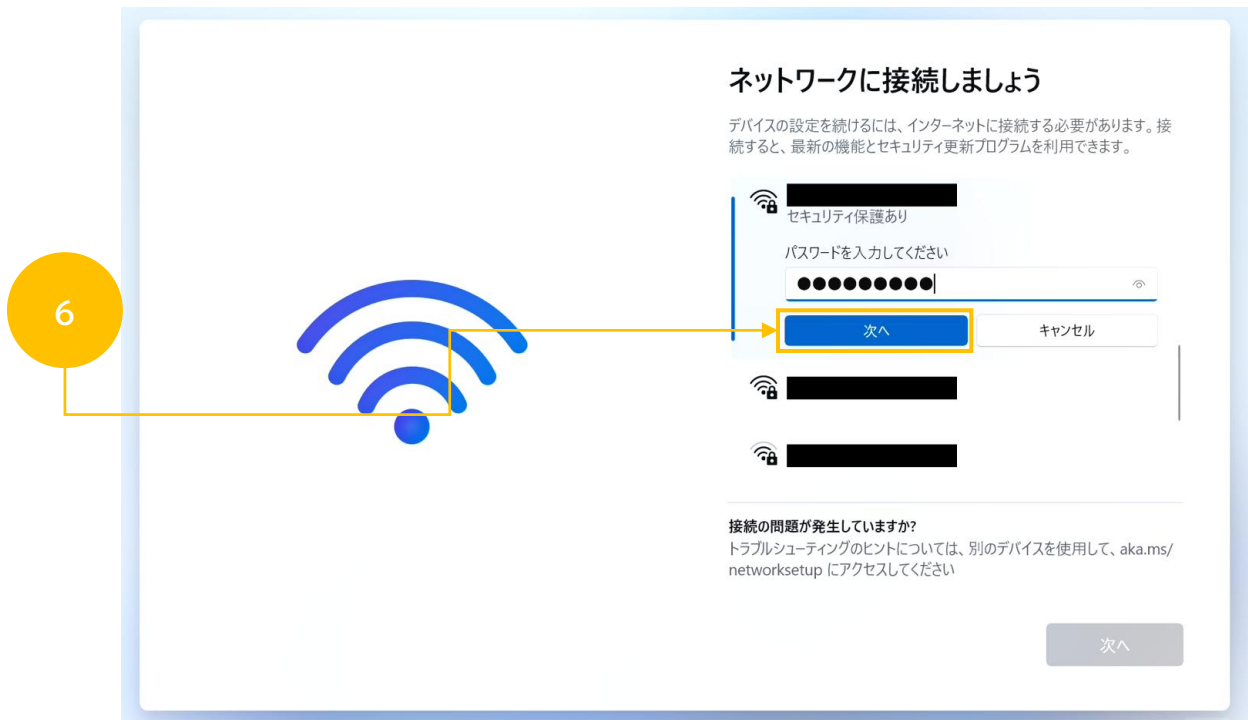 ネットワークに接続しましょう
デバイスの設定を続けるには、インターネットに接続する必要があります。接
続すると、最新の機能とセキュリティ更新プログラムを利用できます。
セキュリティ保護あり
パスワードを入力してください
●●●●●●●●●
6
次へ
キャンセル
接続の問題が発生していますか?
トラブルシューティングのヒントについては、別のデバイスを使用して、aka.ms/
networksetup にアクセスしてください
次へ